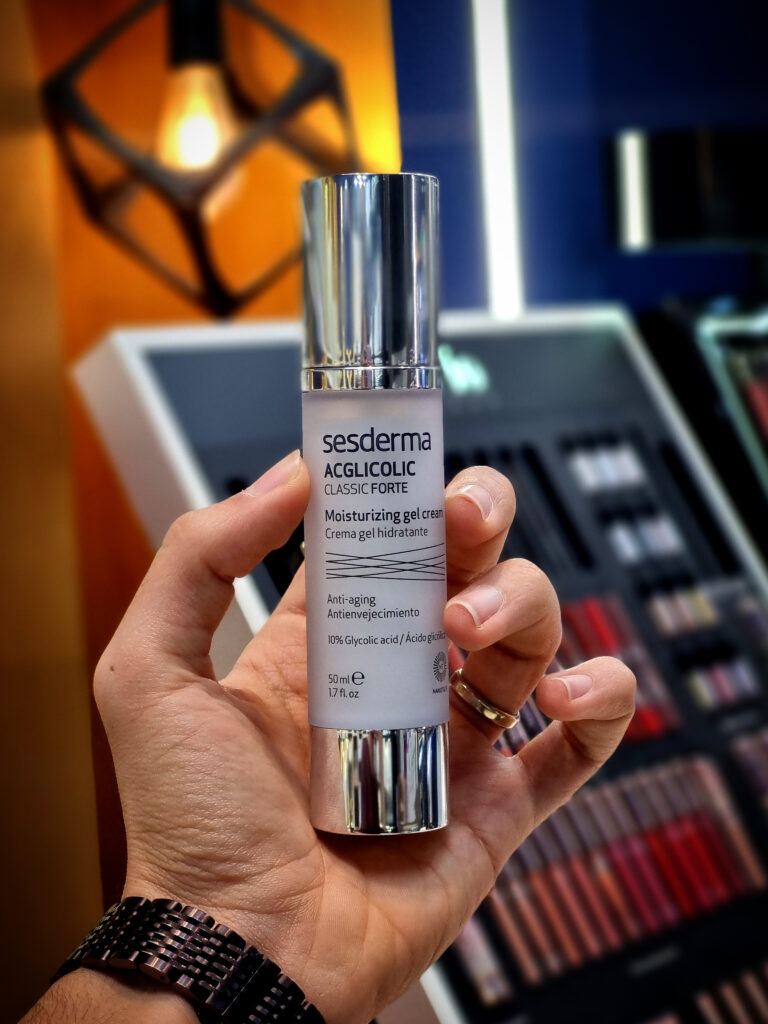 sesderma
ACGLICOLIC
CLASSIC FORTE
Moisturizing gel cream
Crema gel hidratante
Anti-aging
Antienvejecimiento
10% Glycolic acid / Ácido glicólico
50 ml ℮
1.7 fl. oz